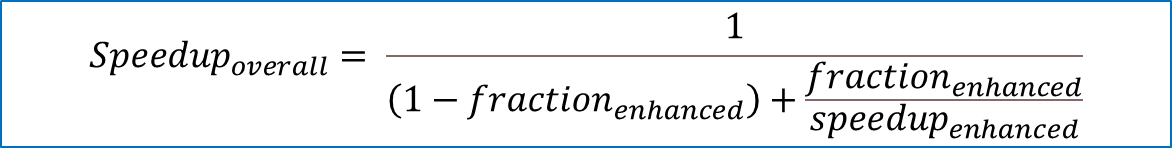 Speedup_overall = 1 / ((1 − fraction_enhanced) + fraction_enhanced / speedup_enhanced)